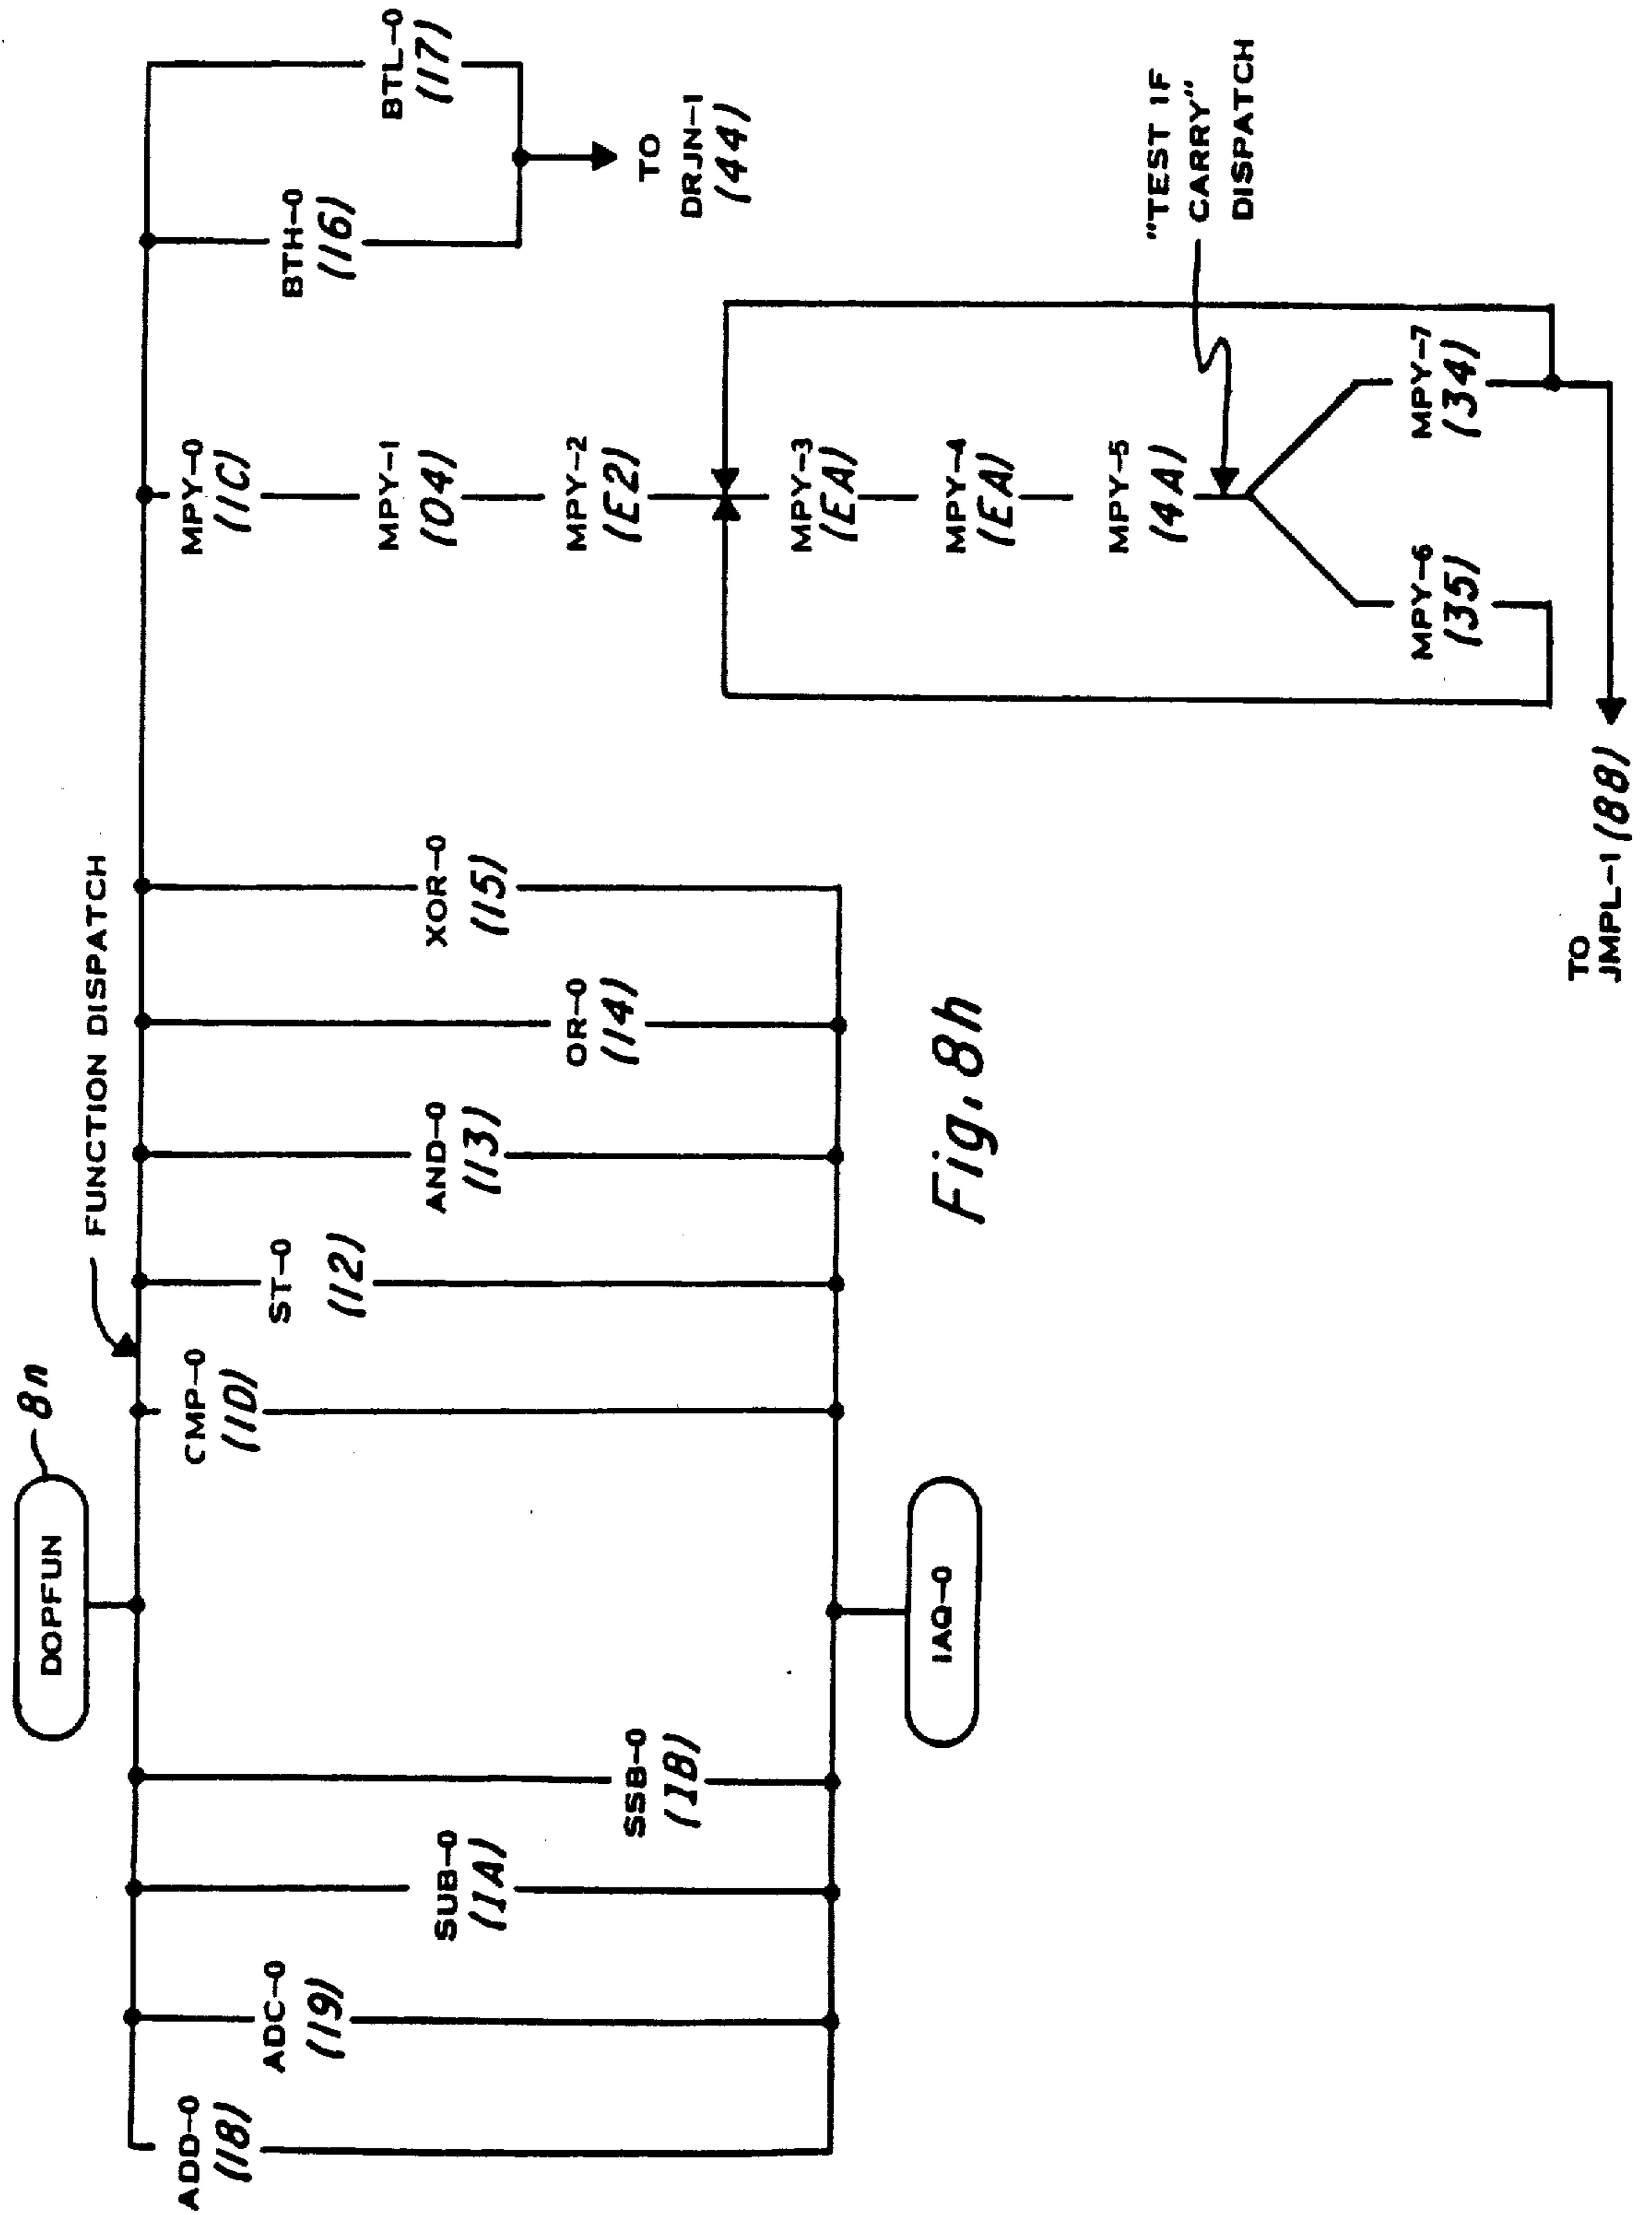 DOPFUN
8n
FUNCTION DISPATCH
ADD-0
(18)
ADC-0
(19)
SUB-0
(1A)
SSB-0
(1B)
CMP-0
(1D)
ST-0
(12)
AND-0
(13)
OR-0
(14)
XOR-0
(15)
MPY-0
(1C)
MPY-1
(04)
MPY-2
(E2)
MPY-3
(EA)
MPY-4
(EA)
MPY-5
(4A)
MPY-6
(35)
MPY-7
(34)
"TEST IF
CARRY"
DISPATCH
BTH-0
(16)
BTL-0
(17)
TO
DRJN-1
(44)
TO
JMPL-1 (88)
IAQ-0
Fig. 8h